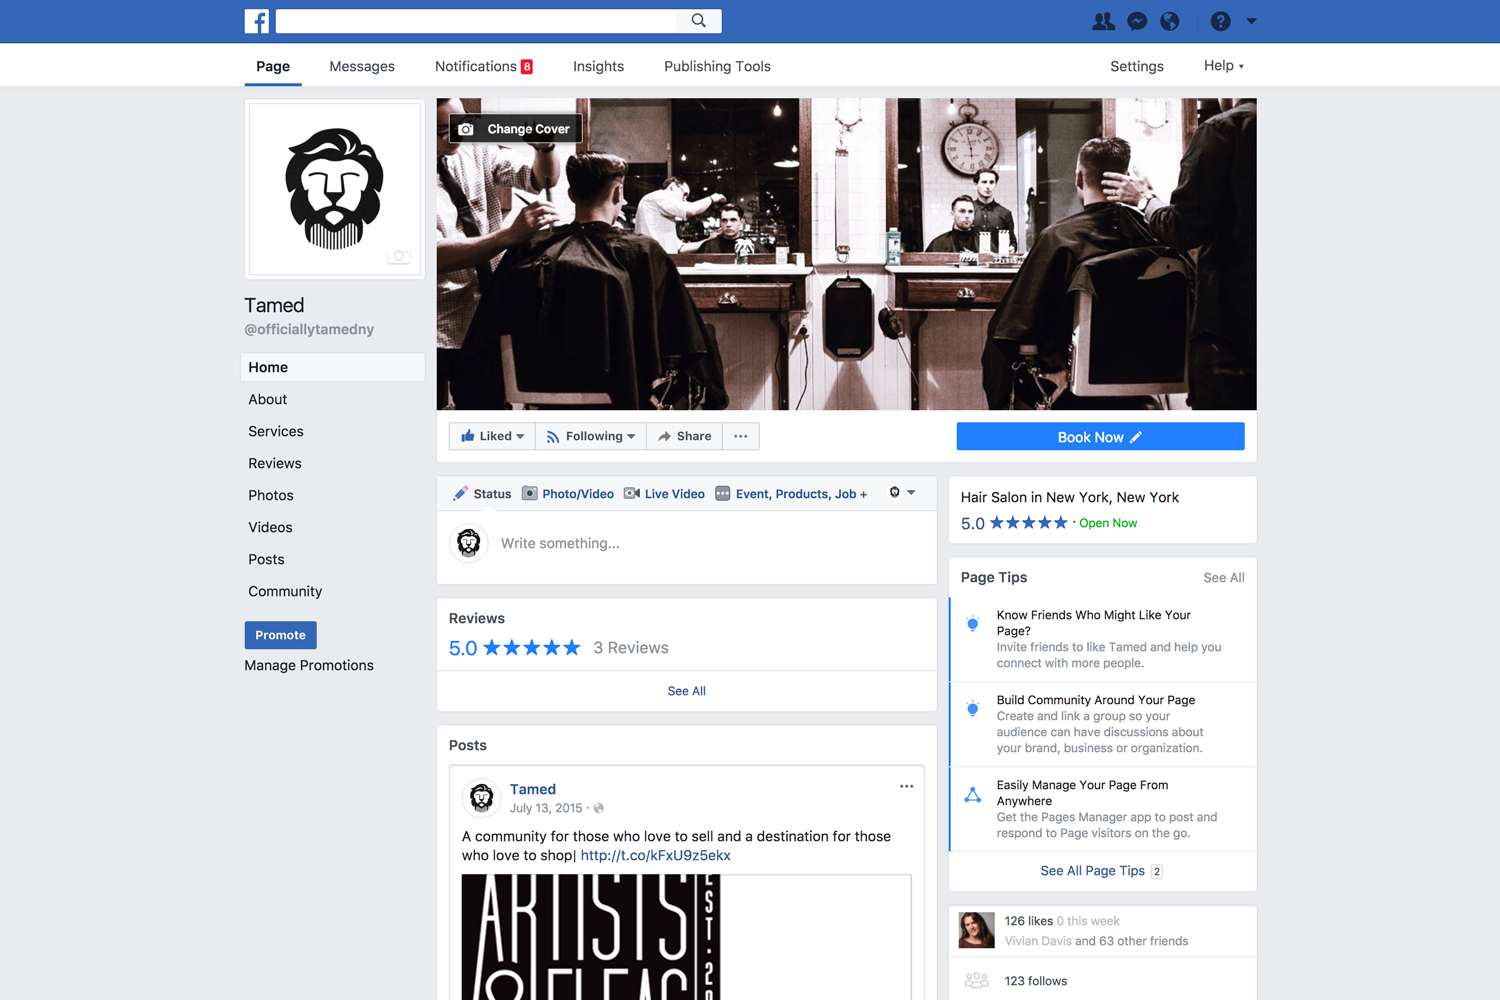 Page
Messages
Notifications 8
Insights
Publishing Tools
Settings
Help
Change Cover
Tamed
@officiallytamedny
Home
About
Services
Reviews
Photos
Videos
Posts
Community
Promote
Manage Promotions
Liked
Following
Share
Book Now
Status
Photo/Video
Live Video
Event, Products, Job +
Write something...
Reviews
5.0
3 Reviews
See All
Posts
Tamed
July 13, 2015 ·
A community for those who love to sell and a destination for those
who love to shop| http://t.co/kFxU9z5ekx
ARTISTS
& FLEAS
EST. 2
Hair Salon in New York, New York
5.0 ★★★★★ · Open Now
Page Tips
See All
Know Friends Who Might Like Your
Page?
Invite friends to like Tamed and help you
connect with more people.
Build Community Around Your Page
Create and link a group so your
audience can have discussions about
your brand, business or organization.
Easily Manage Your Page From
Anywhere
Get the Pages Manager app to post and
respond to Page visitors on the go.
See All Page Tips 2
126 likes 0 this week
Vivian Davis and 63 other friends
123 follows